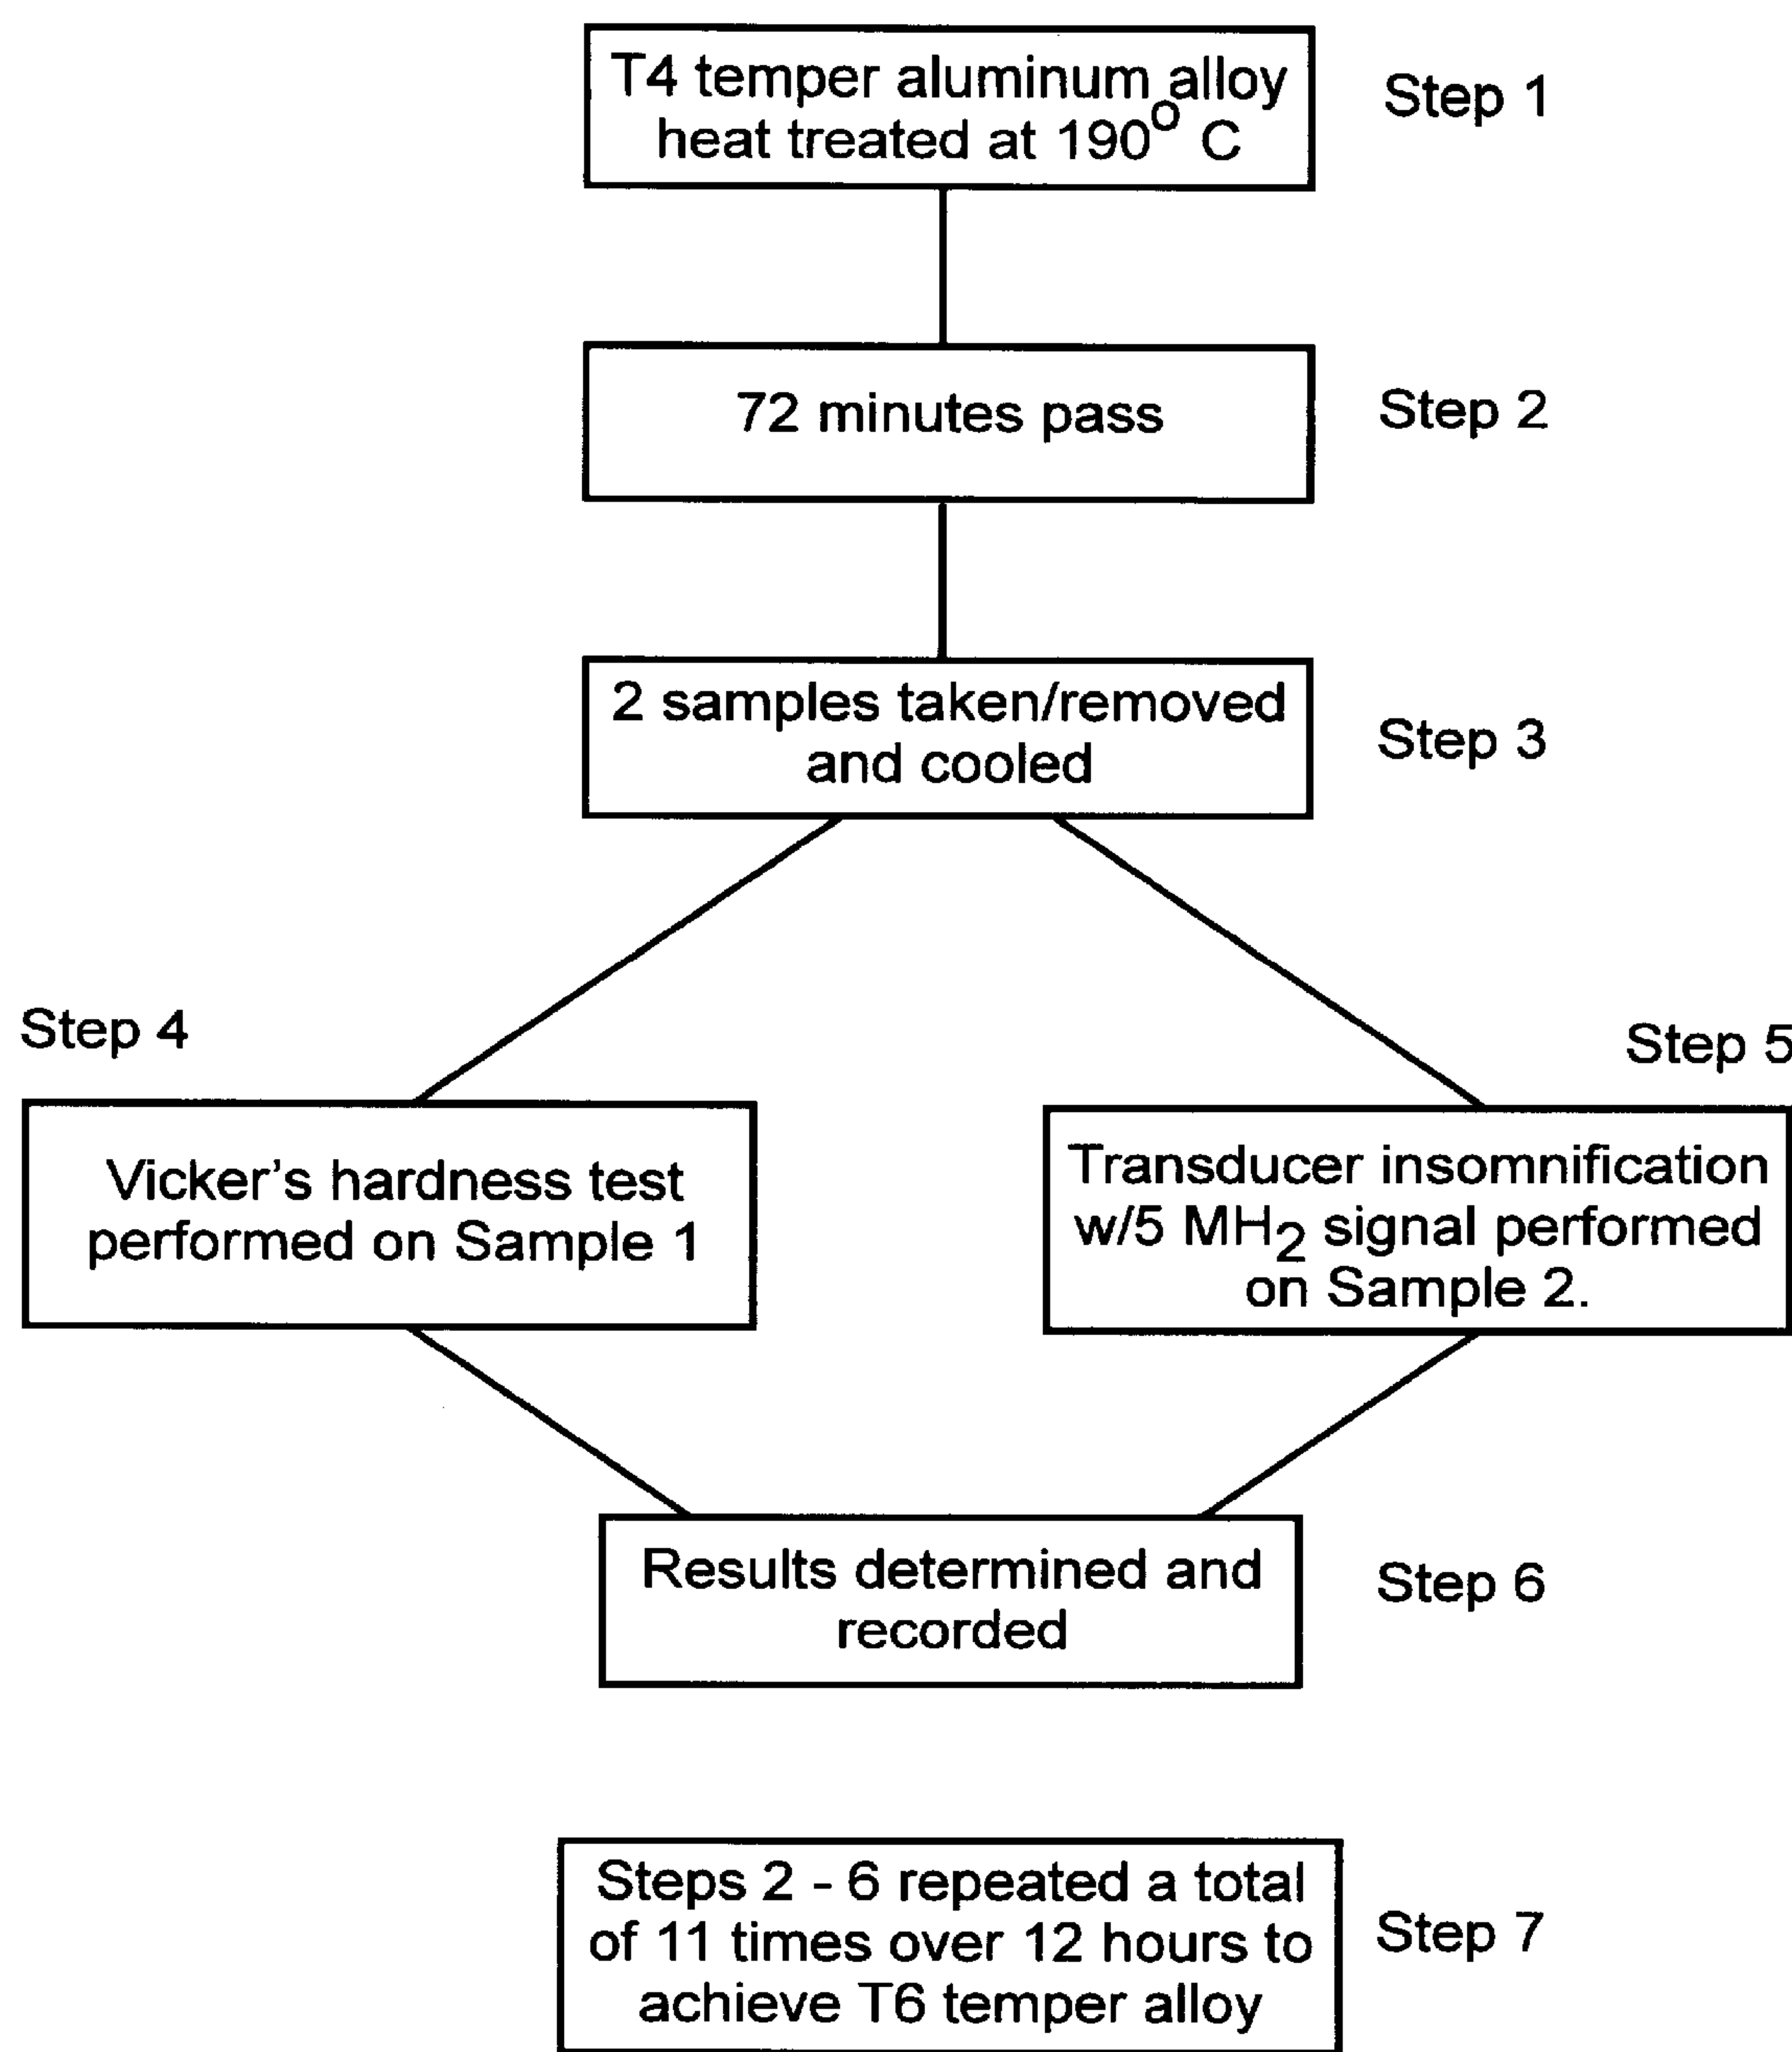 T4 temper aluminum alloy
heat treated at 190° C
Step 1
72 minutes pass
Step 2
2 samples taken/removed
and cooled
Step 3
Step 4
Vicker's hardness test
performed on Sample 1
Step 5
Transducer insomnification
w/5 MH₂ signal performed
on Sample 2.
Results determined and
recorded
Step 6
Steps 2 - 6 repeated a total
of 11 times over 12 hours to
achieve T6 temper alloy
Step 7